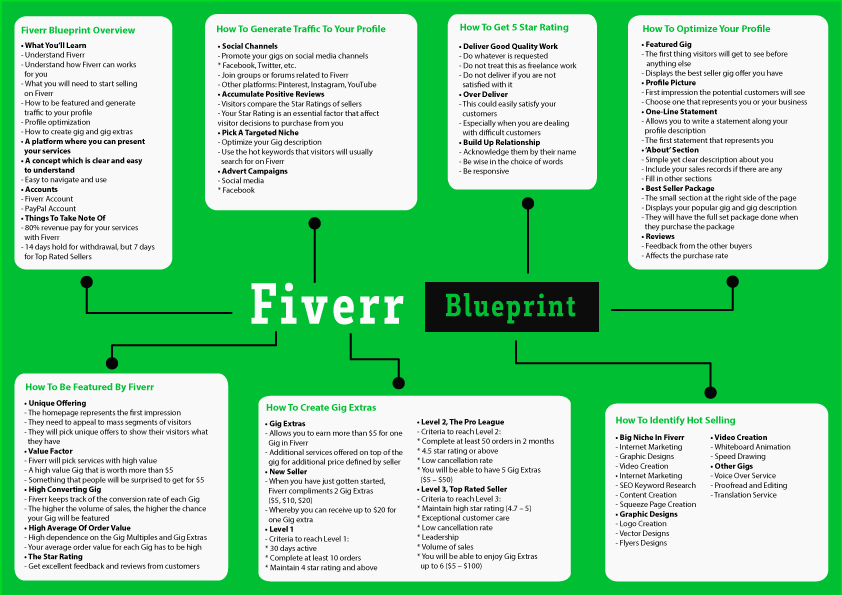 Fiverr Blueprint Overview
• What You'll Learn
- Understand Fiverr
- Understand how Fiverr can works
for you?
- What you will need to start selling
on Fiverr
- How to be featured and generate
traffic to your profile
- Profile optimization
- How to create gig and gig extras
• A platform where you can present
your services
• A concept which is clear and easy
to understand
- Easy to navigate and use
• Accounts
- Fiverr Account
- PayPal Account
• Things To Take Note Of
- 80% revenue pay for your services
with Fiverr
- 14 days hold for withdrawal, but 7 days
for Top Rated Sellers
How To Generate Traffic To Your Profile
• Social Channels
- Promote your gigs on social media channels
* Facebook, Twitter, etc.
- Join groups or forums related to Fiverr
- Other platforms: Pinterest, Instagram, YouTube
• Accumulate Positive Reviews
- Visitors compare the Star Ratings of sellers
- Your Star Rating is an essential factor that affect
visitor decisions to purchase from you
• Pick A Targeted Niche
- Optimize your Gig description
- Use the hot keywords that visitors will usually
search for on Fiverr
• Advert Campaigns
- Social media
* Facebook
How To Get 5 Star Rating
• Deliver Good Quality Work
- Do whatever is requested
- Do not treat this as freelance work
- Do not deliver if you are not
satisfied with it
• Over Deliver
- This could easily satisfy your
customers
- Especially when you are dealing
with difficult customers
• Build Up Relationship
- Acknowledge them by their name
- Be wise in the choice of words
- Be responsive
How To Optimize Your Profile
• Featured Gig
- The first thing visitors will get to see before
anything else
- Displays the best seller gig offer you have
• Profile Picture
- First impression the potential customers will see
- Choose one that represents you or your business
• One-Line Statement
- Allows you to write a statement along your
profile description
- The first statement that represents you
• 'About' Section
- Simple yet clear description about you
- Include your sales records if there are any
- Fill in other sections
• Best Seller Package
- The small section at the right side of the page
- Displays your popular gig and gig description
- They will have the full set package done when
they purchase the package
• Reviews
- Feedback from the other buyers
- Affects the purchase rate
Fiverr Blueprint
How To Be Featured By Fiverr
• Unique Offering
- The homepage represents the first impression
- They need to appeal to mass segments of visitors
- They will pick unique offers to show their visitors what
they have
• Value Factor
- Fiverr will pick services with high value
- A high value Gig that is worth more than $5
- Something that people will be surprised to get for $5
• High Converting Gig
- Fiverr keeps track of the conversion rate of each Gig
- The higher the volume of sales, the higher the chance
your Gig will be featured
• High Average Of Order Value
- High dependence on the Gig Multiples and Gig Extras
- Your average order value for each Gig has to be high
• The Star Rating
- Get excellent feedback and reviews from customers
How To Create Gig Extras
• Gig Extras
- Allows you to earn more than $5 for one
Gig in Fiverr
- Additional services offered on top of the
gig for additional price defined by seller
• New Seller
- When you have just gotten started,
Fiverr compliments 2 Gig Extras
($5, $10, $20)
- Whereby you can receive up to $20 for
one Gig extra
• Level 1
- Criteria to reach Level 1:
* 30 days active
* Complete at least 10 orders
* Maintain 4 star rating and above
• Level 2, The Pro League
- Criteria to reach Level 2:
* Complete at least 50 orders in 2 months
* 4.5 star rating or above
* Low cancellation rate
* You will be able to have 5 Gig Extras
($5 – $50)
• Level 3, Top Rated Seller
- Criteria to reach Level 3:
* Maintain high star rating (4.7 – 5)
* Exceptional customer care
* Low cancellation rate
* Leadership
* Volume of sales
* You will be able to enjoy Gig Extras
up to 6 ($5 – $100)
How To Identify Hot Selling
• Big Niche In Fiverr
- Internet Marketing
- Graphic Designs
- Video Creation
• Internet Marketing
- SEO Keyword Research
- Content Creation
- Squeeze Page Creation
• Graphic Designs
- Logo Creation
- Vector Designs
- Flyers Designs
• Video Creation
- Whiteboard Animation
- Speed Drawing
• Other Gigs
- Voice Over Service
- Proofread and Editing
- Translation Service